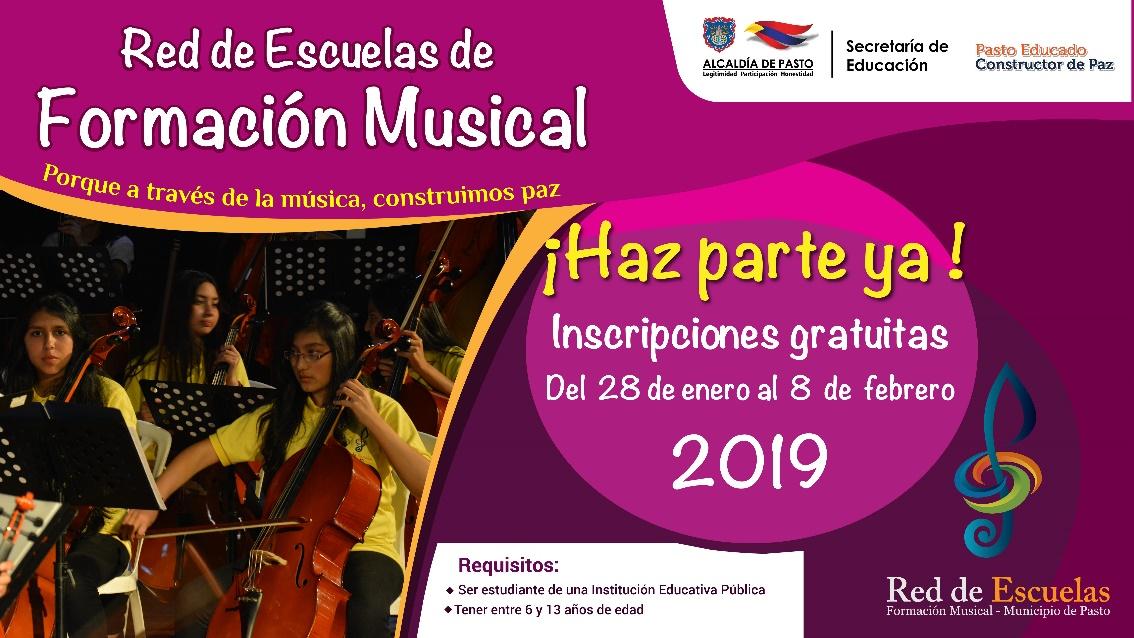 Red de Escuelas de
Formación Musical
Porque a través de la música, construimos paz
ALCALDÍA DE PASTO
Legitimidad Participación Honestidad
Secretaría de
Educación
Pasto Educado
Constructor de Paz
¡Haz parte ya !
Inscripciones gratuitas
Del 28 de enero al 8 de febrero
2019
Requisitos:
Ser estudiante de una Institución Educativa Pública
Tener entre 6 y 13 años de edad
Red de Escuelas
Formación Musical - Municipio de Pasto